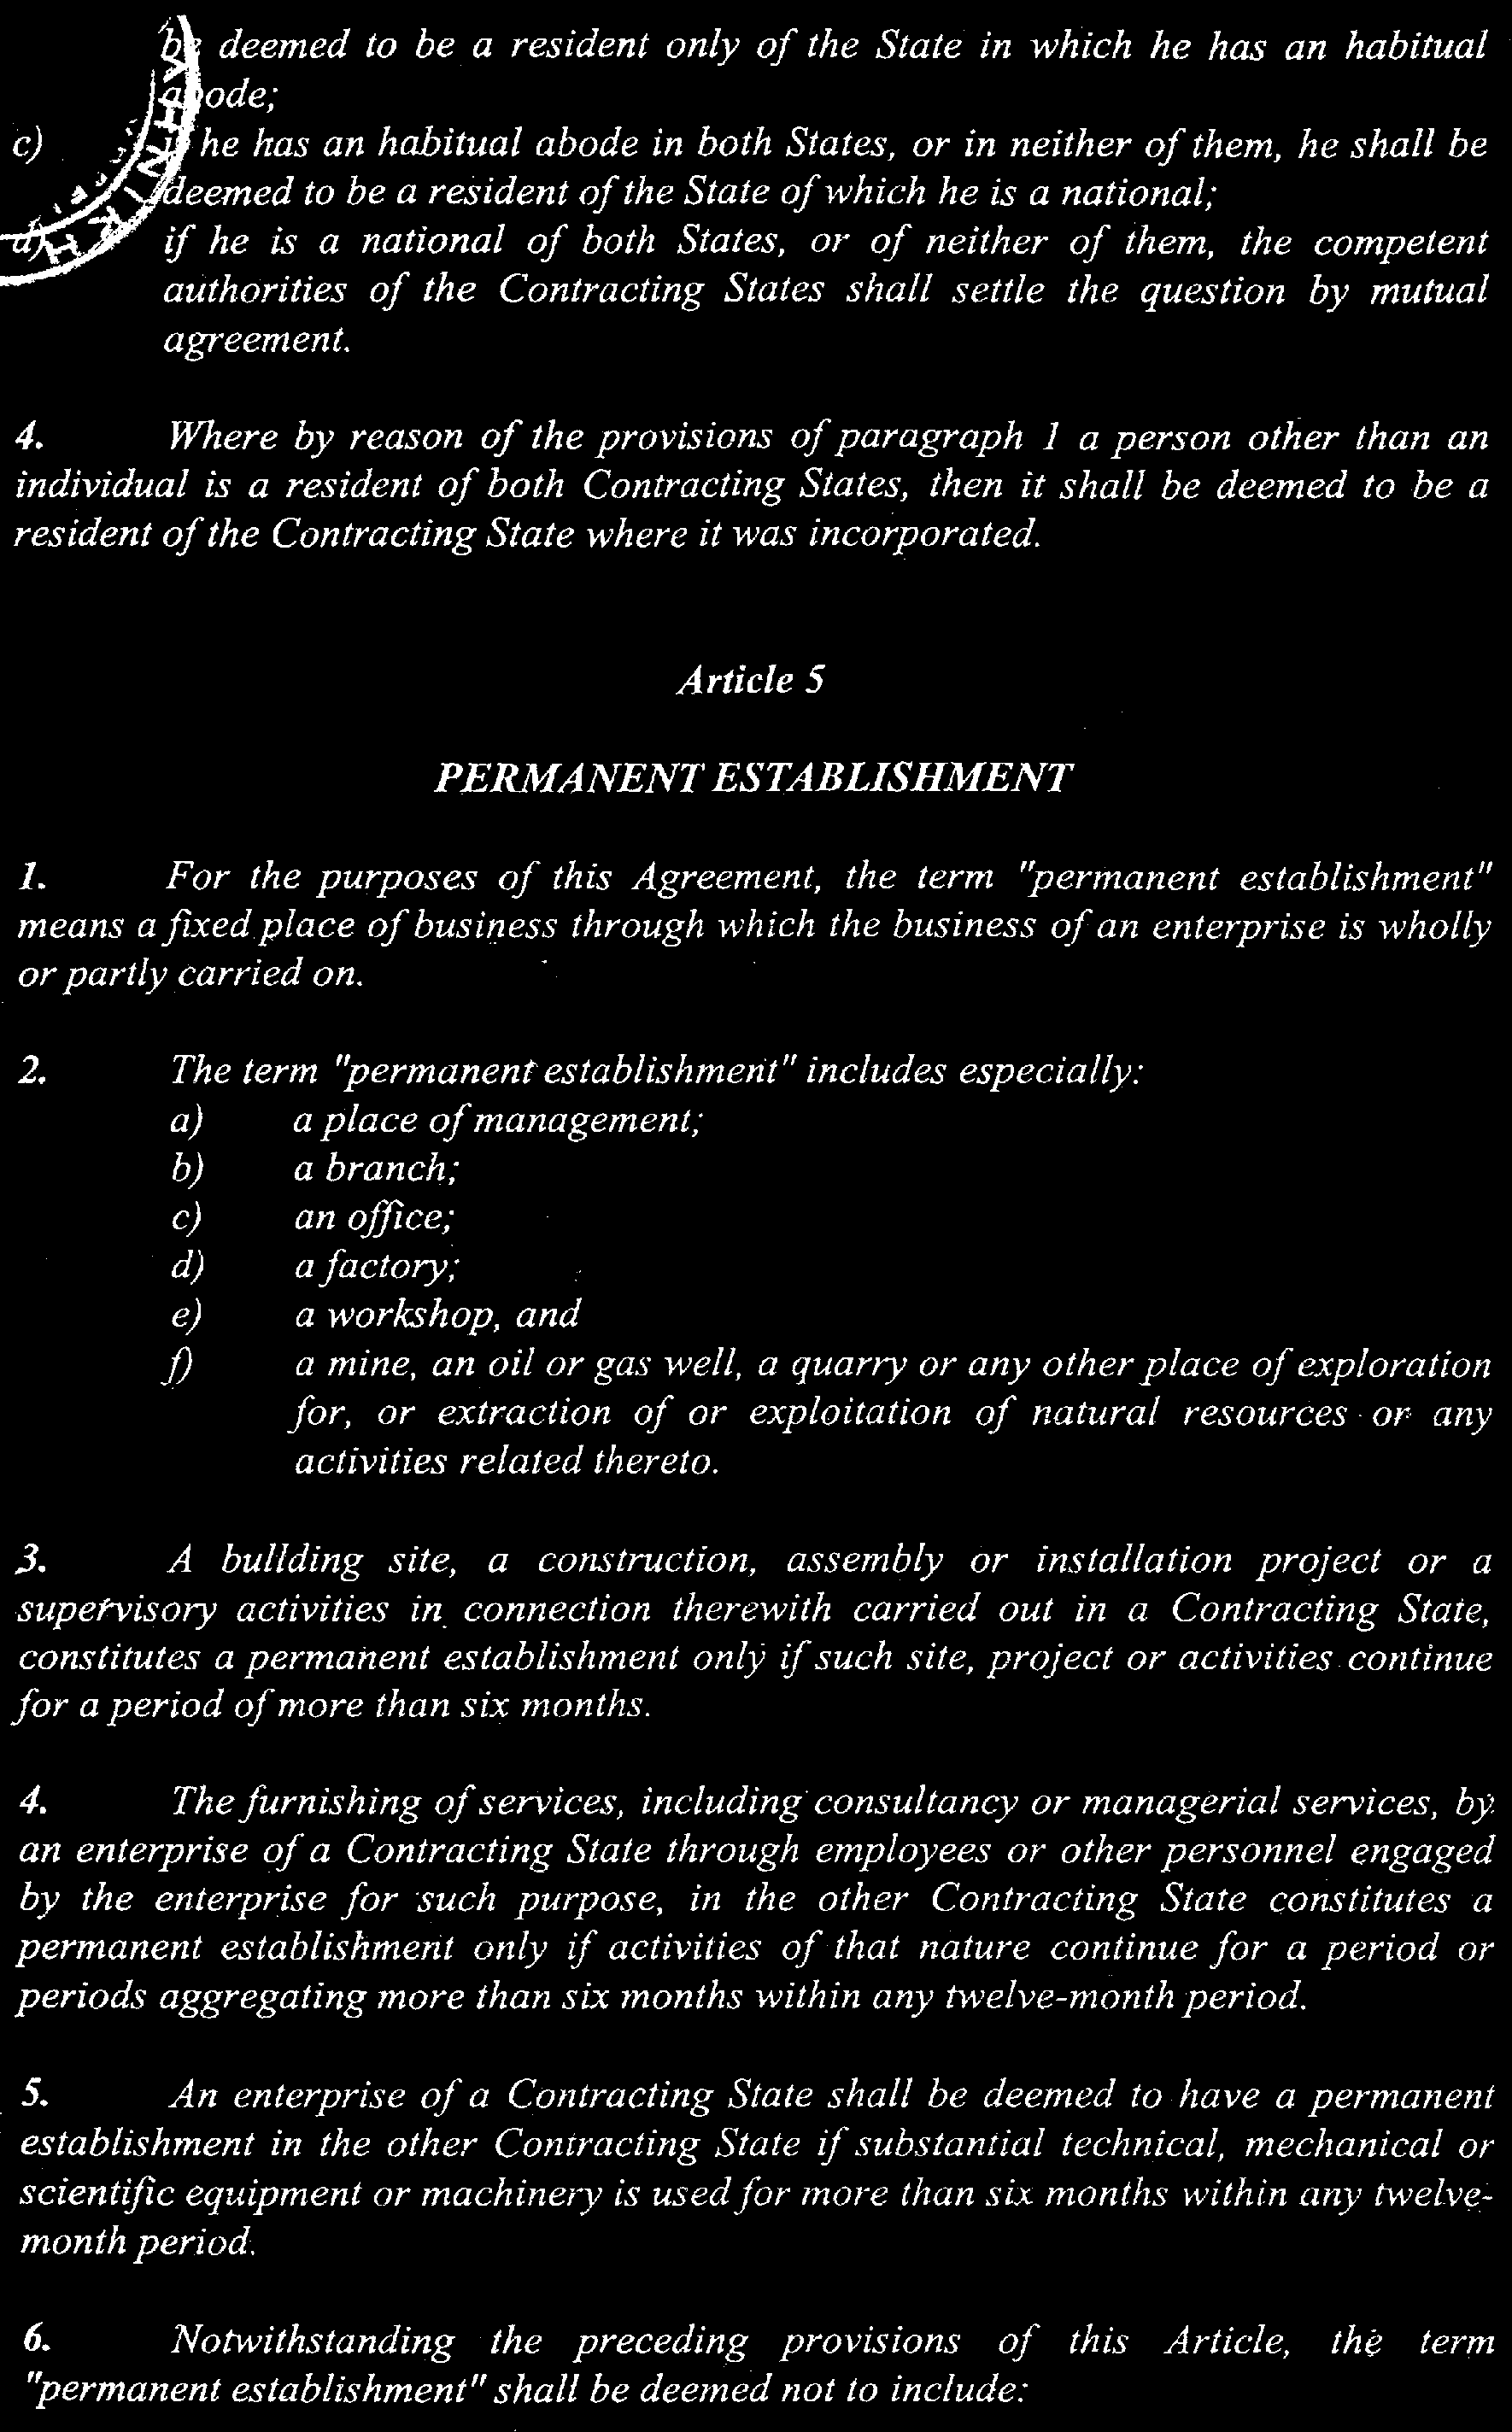 be deemed to be a resident only of the State in which he has an habitual
abode;
c) if he has an habitual abode in both States, or in neither of them, he shall be
deemed to be a resident of the State of which he is a national;
d) if he is a national of both States, or of neither of them, the competent
authorities of the Contracting States shall settle the question by mutual
agreement.
4. Where by reason of the provisions of paragraph 1 a person other than an
individual is a resident of both Contracting States, then it shall be deemed to be a
resident of the Contracting State where it was incorporated.
Article 5
PERMANENT ESTABLISHMENT
1. For the purposes of this Agreement, the term "permanent establishment"
means a fixed place of business through which the business of an enterprise is wholly
or partly carried on.
2. The term "permanent establishment" includes especially:
a) a place of management;
b) a branch;
c) an office;
d) a factory;
e) a workshop, and
f) a mine, an oil or gas well, a quarry or any other place of exploration
for, or extraction of or exploitation of natural resources or any
activities related thereto.
3. A building site, a construction, assembly or installation project or a
supervisory activities in connection therewith carried out in a Contracting State,
constitutes a permanent establishment only if such site, project or activities continue
for a period of more than six months.
4. The furnishing of services, including consultancy or managerial services, by
an enterprise of a Contracting State through employees or other personnel engaged
by the enterprise for such purpose, in the other Contracting State constitutes a
permanent establishment only if activities of that nature continue for a period or
periods aggregating more than six months within any twelve-month period.
5. An enterprise of a Contracting State shall be deemed to have a permanent
establishment in the other Contracting State if substantial technical, mechanical or
scientific equipment or machinery is used for more than six months within any twelve-
month period.
6. Notwithstanding the preceding provisions of this Article, the term
"permanent establishment" shall be deemed not to include: